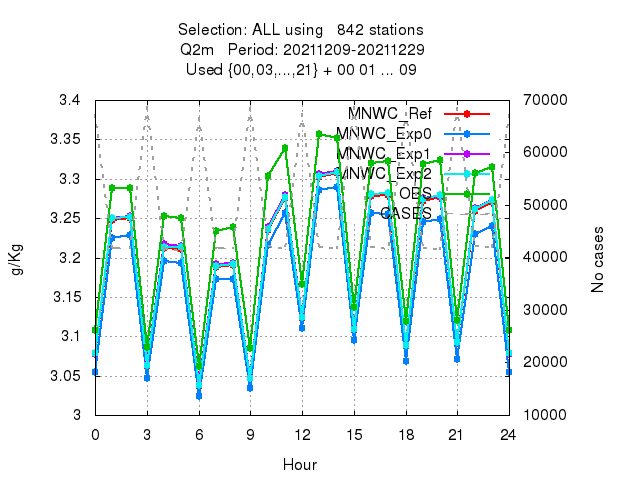 Selection: ALL using   842 stations
Q2m   Period: 20211209-20211229
Used {00,03,...,21} + 00 01 ... 09
3.4
3.35
3.3
3.25
3.2
3.15
3.1
3.05
3
g/Kg
MNWC_Ref
MNWC_Exp0
MNWC_Exp1
MNWC_Exp2
OBS
CASES
70000
60000
50000
40000
30000
20000
10000
No cases
0 3 6 9 12 15 18 21 24
Hour